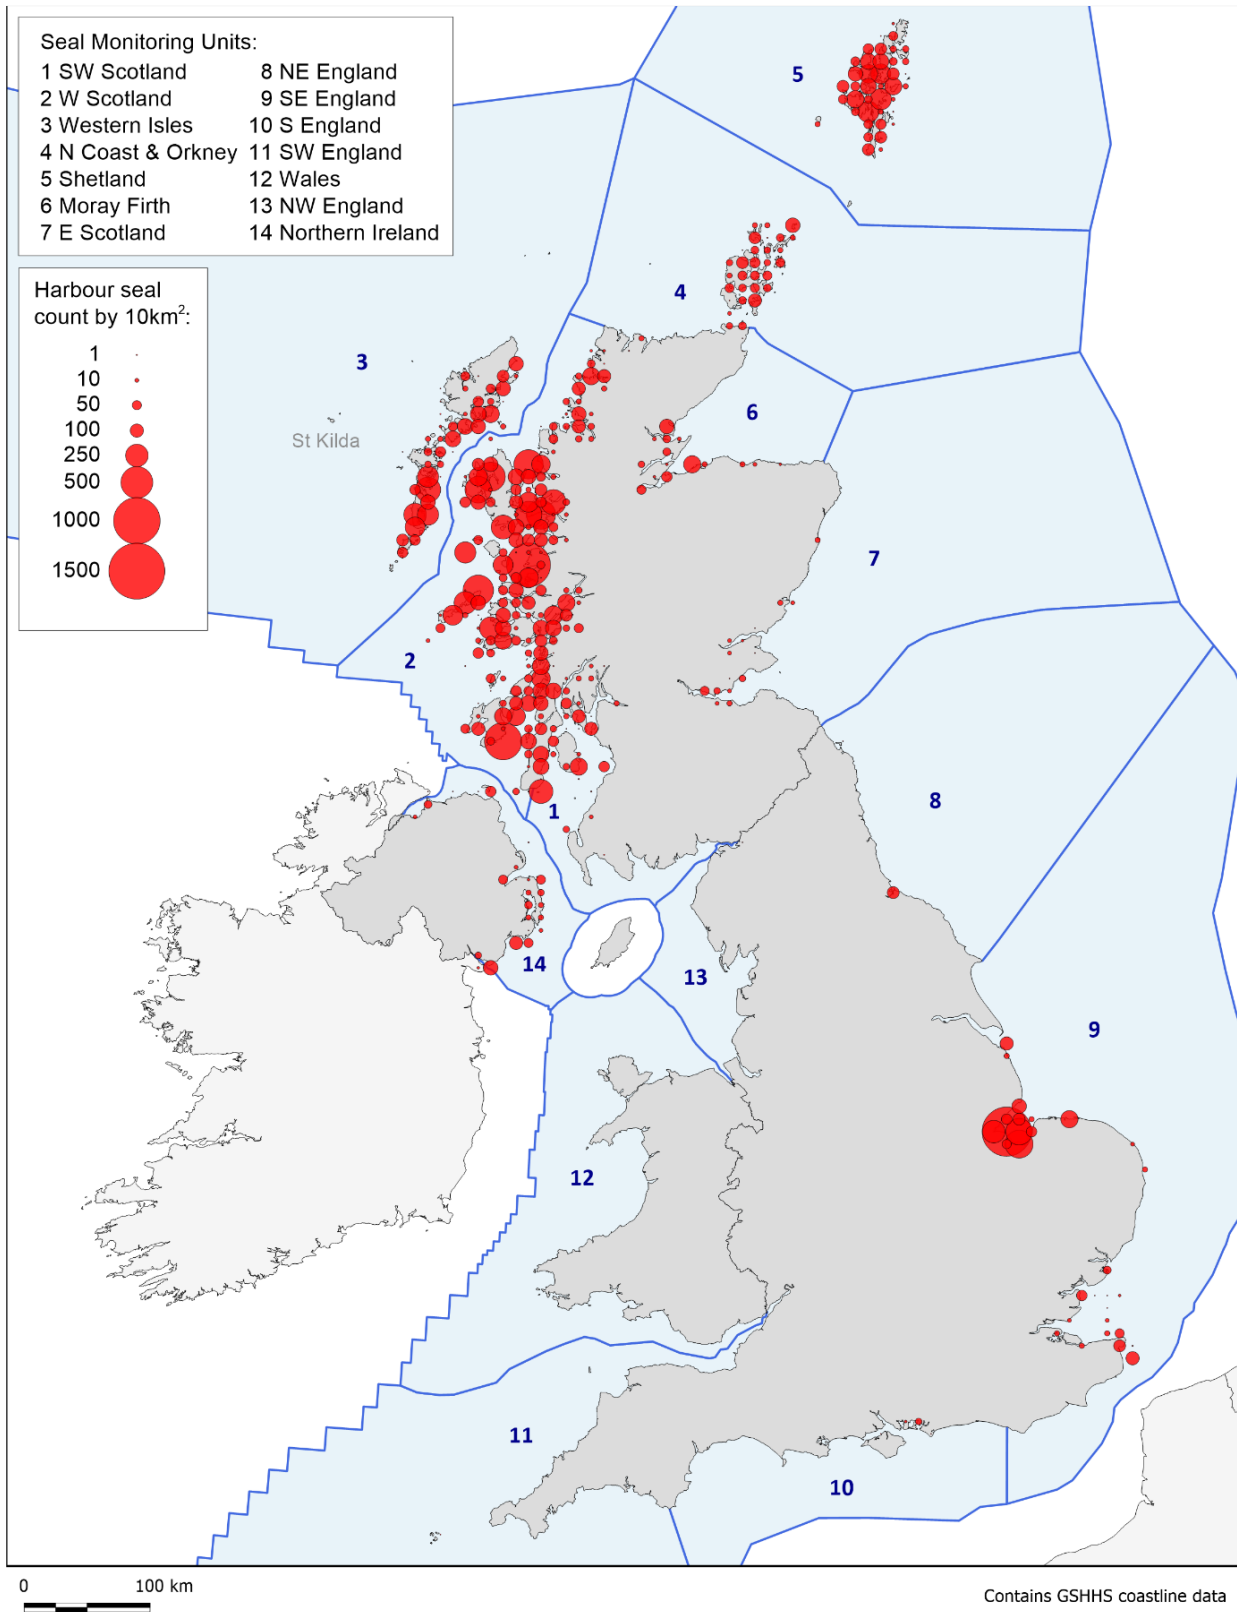 Seal Monitoring Units:
1 SW Scotland 8 NE England
2 W Scotland 9 SE England
3 Western Isles 10 S England
4 N Coast & Orkney 11 SW England
5 Shetland 12 Wales
6 Moray Firth 13 NW England
7 E Scotland 14 Northern Ireland
Harbour seal
count by 10km²:
1
10
50
100
250
500
1000
1500
5
4
3
6
St Kilda
7
2
8
1
14
13
9
12
11
10
0 100 km
Contains GSHHS coastline data